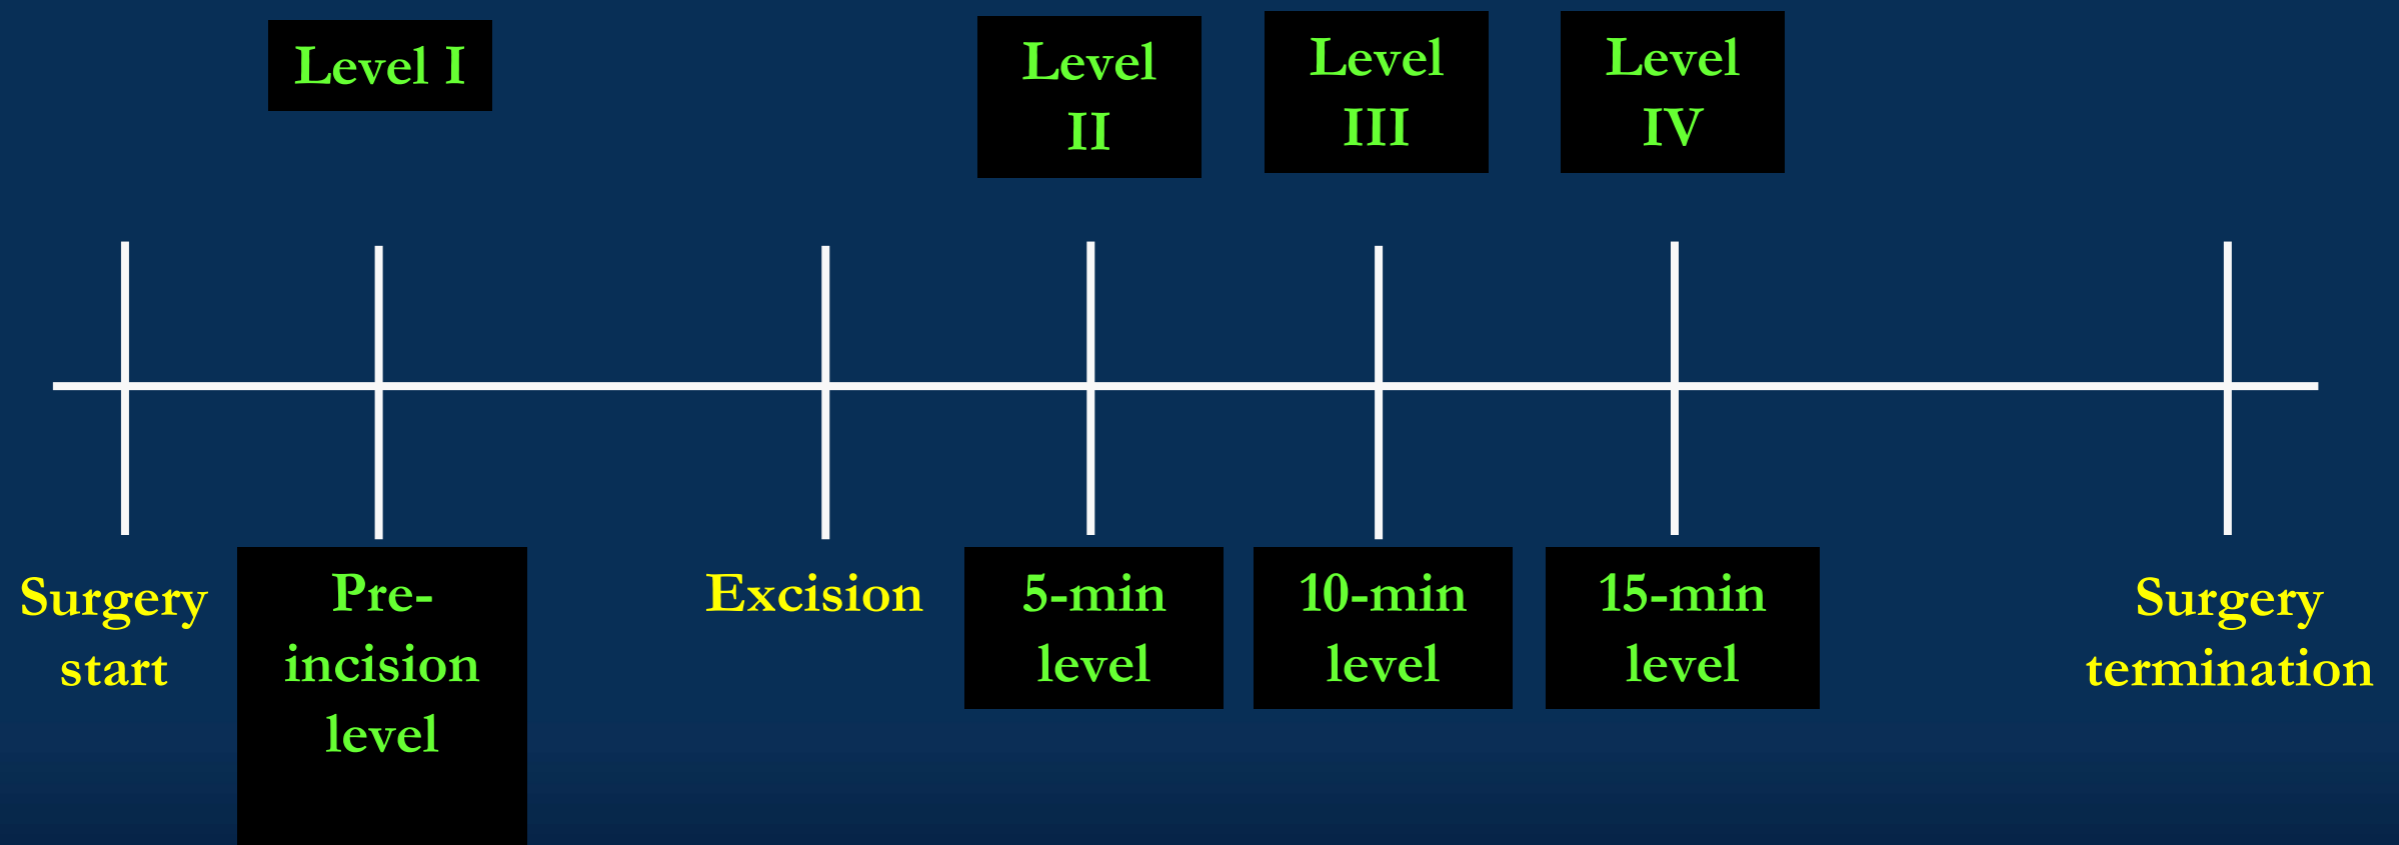 Level I
Level
II
Level
III
Level
IV
Surgery
start
Pre-
incision
level
Excision
5-min
level
10-min
level
15-min
level
Surgery
termination